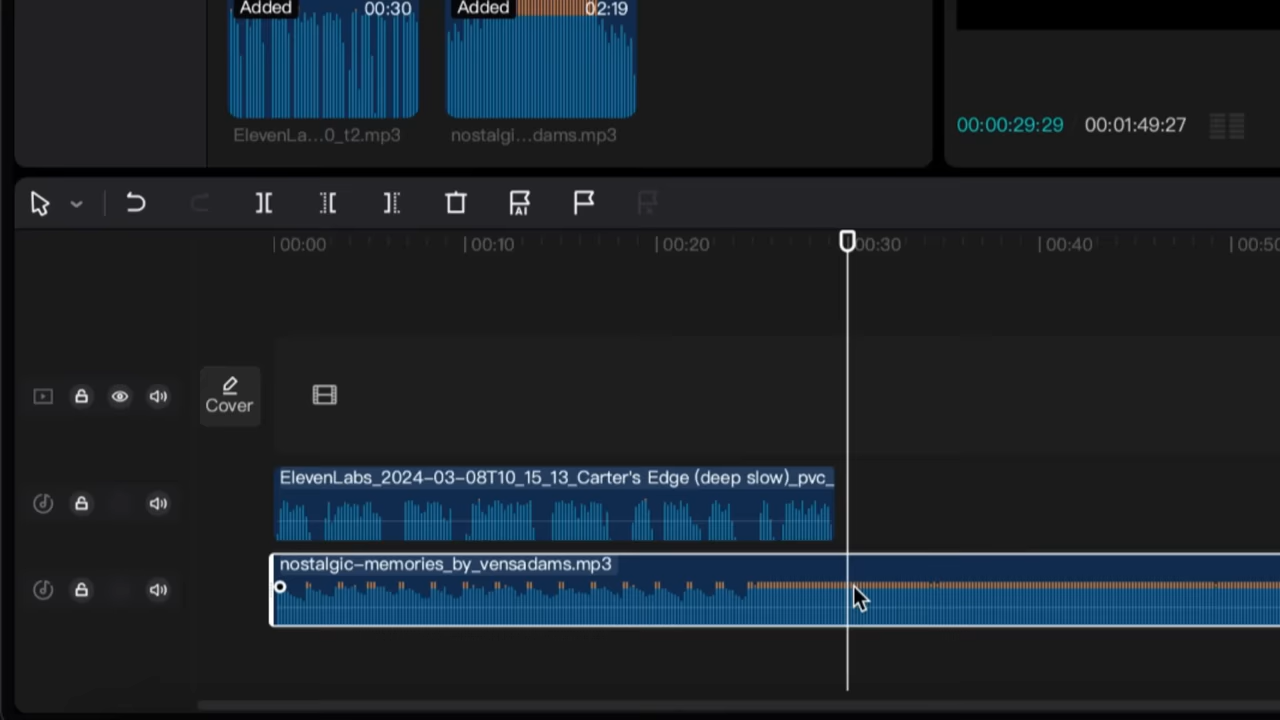 Added 00:30 Added 02:19
ElevenLa...0_t2.mp3 nostalgi...dams.mp3
00:00:29:29 00:01:49:27
AI
00:00 00:10 00:20 00:30 00:40 00:50
Cover
ElevenLabs_2024-03-08T10_15_13_Carter's Edge (deep slow)_pvc_
nostalgic-memories_by_vensadams.mp3